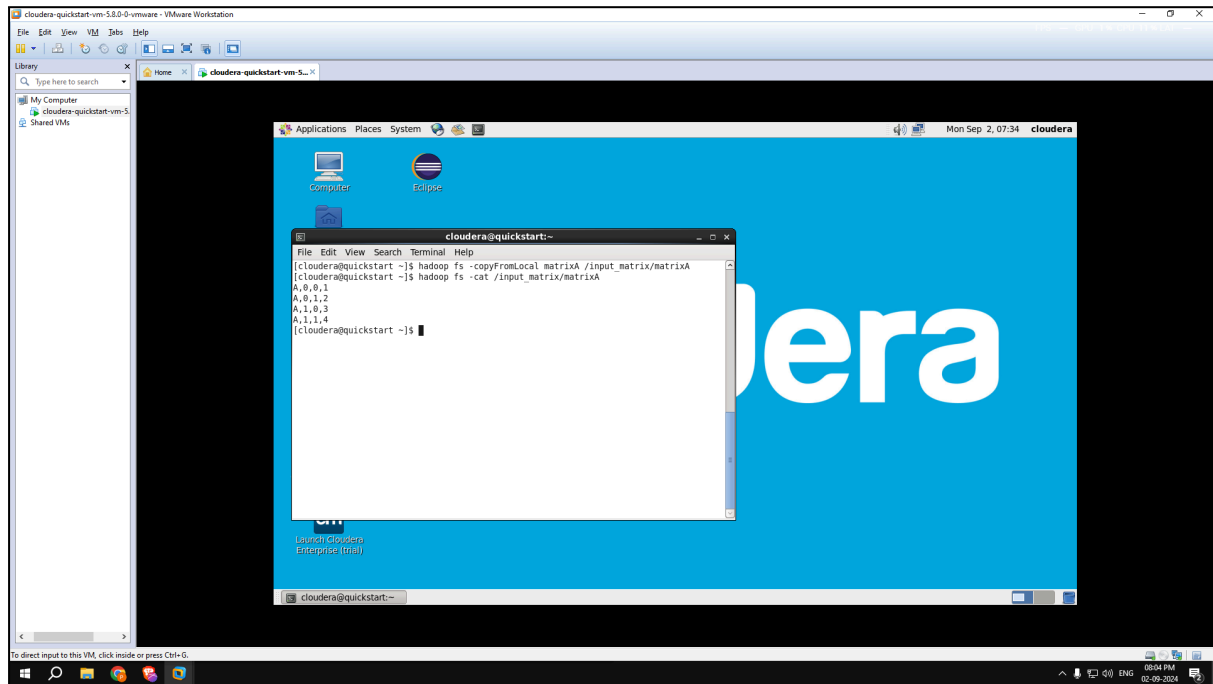 cloudera-quickstart-vm-5.8.0-0-vmware - VMware Workstation
File Edit View VM Tabs Help
Library
Type here to search
Home
cloudera-quickstart-vm-5...
My Computer
cloudera-quickstart-vm-5.
Shared VMs
Applications Places System
Mon Sep 2, 07:34 cloudera
Computer
Eclipse
cloudera@quickstart:~
File Edit View Search Terminal Help
[cloudera@quickstart ~]$ hadoop fs -copyFromLocal matrixA /input_matrix/matrixA
[cloudera@quickstart ~]$ hadoop fs -cat /input_matrix/matrixA
A,0,0,1
A,0,1,2
A,1,0,3
A,1,1,4
[cloudera@quickstart ~]$
era
Launch Cloudera
Enterprise (trial)
cloudera@quickstart:~
To direct input to this VM, click inside or press Ctrl+G.
ENG
08:04 PM
02-09-2024